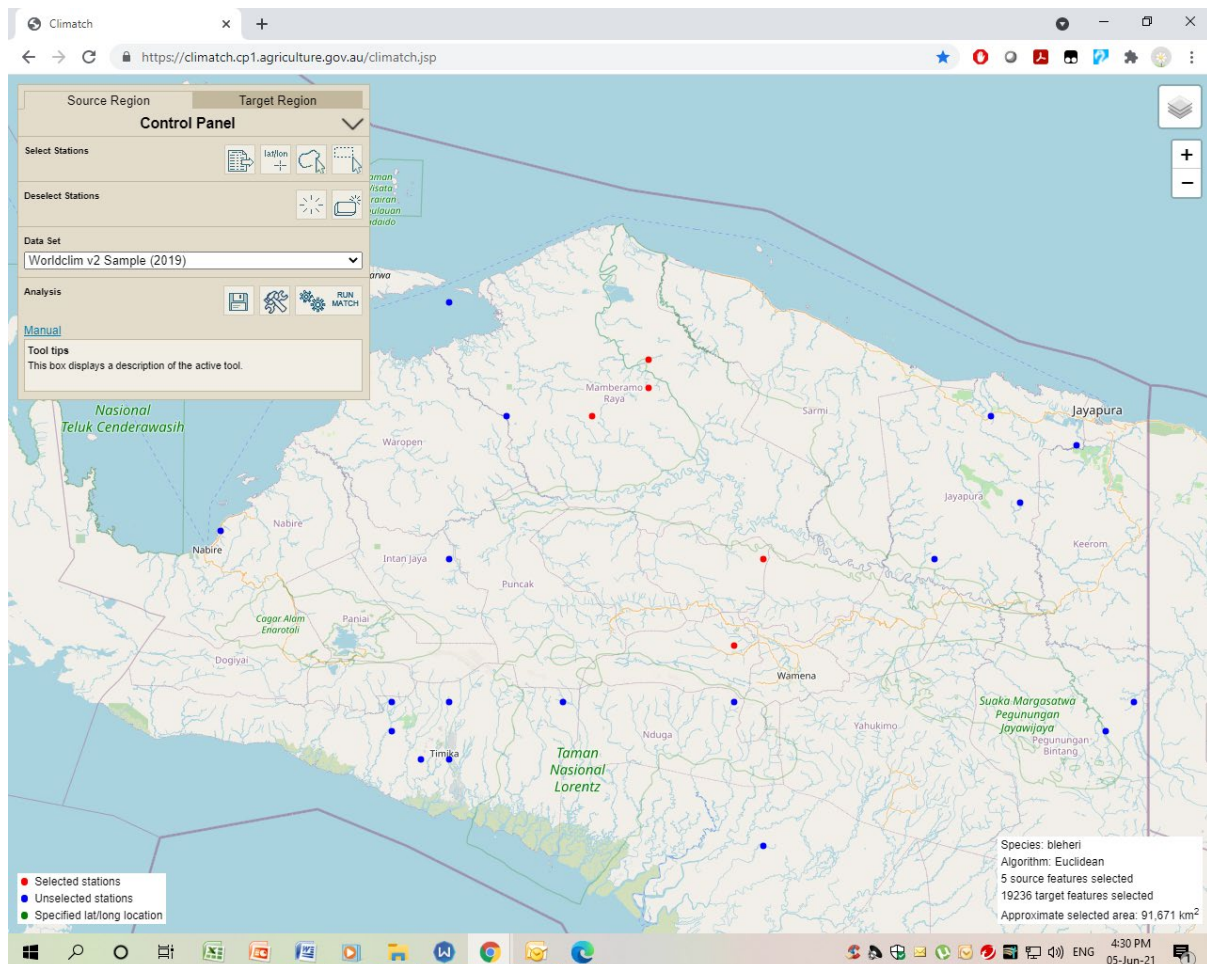 Climatch
https://climatch.cp1.agriculture.gov.au/climatch.jsp
Source Region
Target Region
Control Panel
Select Stations
lat/lon
Deselect Stations
Data Set
Worldclim v2 Sample (2019)
Analysis
RUN
MATCH
Manual
Tool tips
This box displays a description of the active tool.
Nasional
Teluk Cenderawasih
Mamberamo
Raya
Sarmi
Jayapura
Waropen
Jayapura
Nabire
Nabire
Keerom
Intan Jaya
Puncak
Cagar Alam
Enarotali
Paniai
Dogiyai
Wamena
Suaka Margasatwa
Pegunungan
Jayawijaya
Pegunungan
Bintang
Yahukimo
Nduga
Timika
Taman
Nasional
Lorentz
Selected stations
Unselected stations
Specified lat/long location
Species: bleheri
Algorithm: Euclidean
5 source features selected
19236 target features selected
Approximate selected area: 91,671 km²
ENG
4:30 PM
05-Jun-21